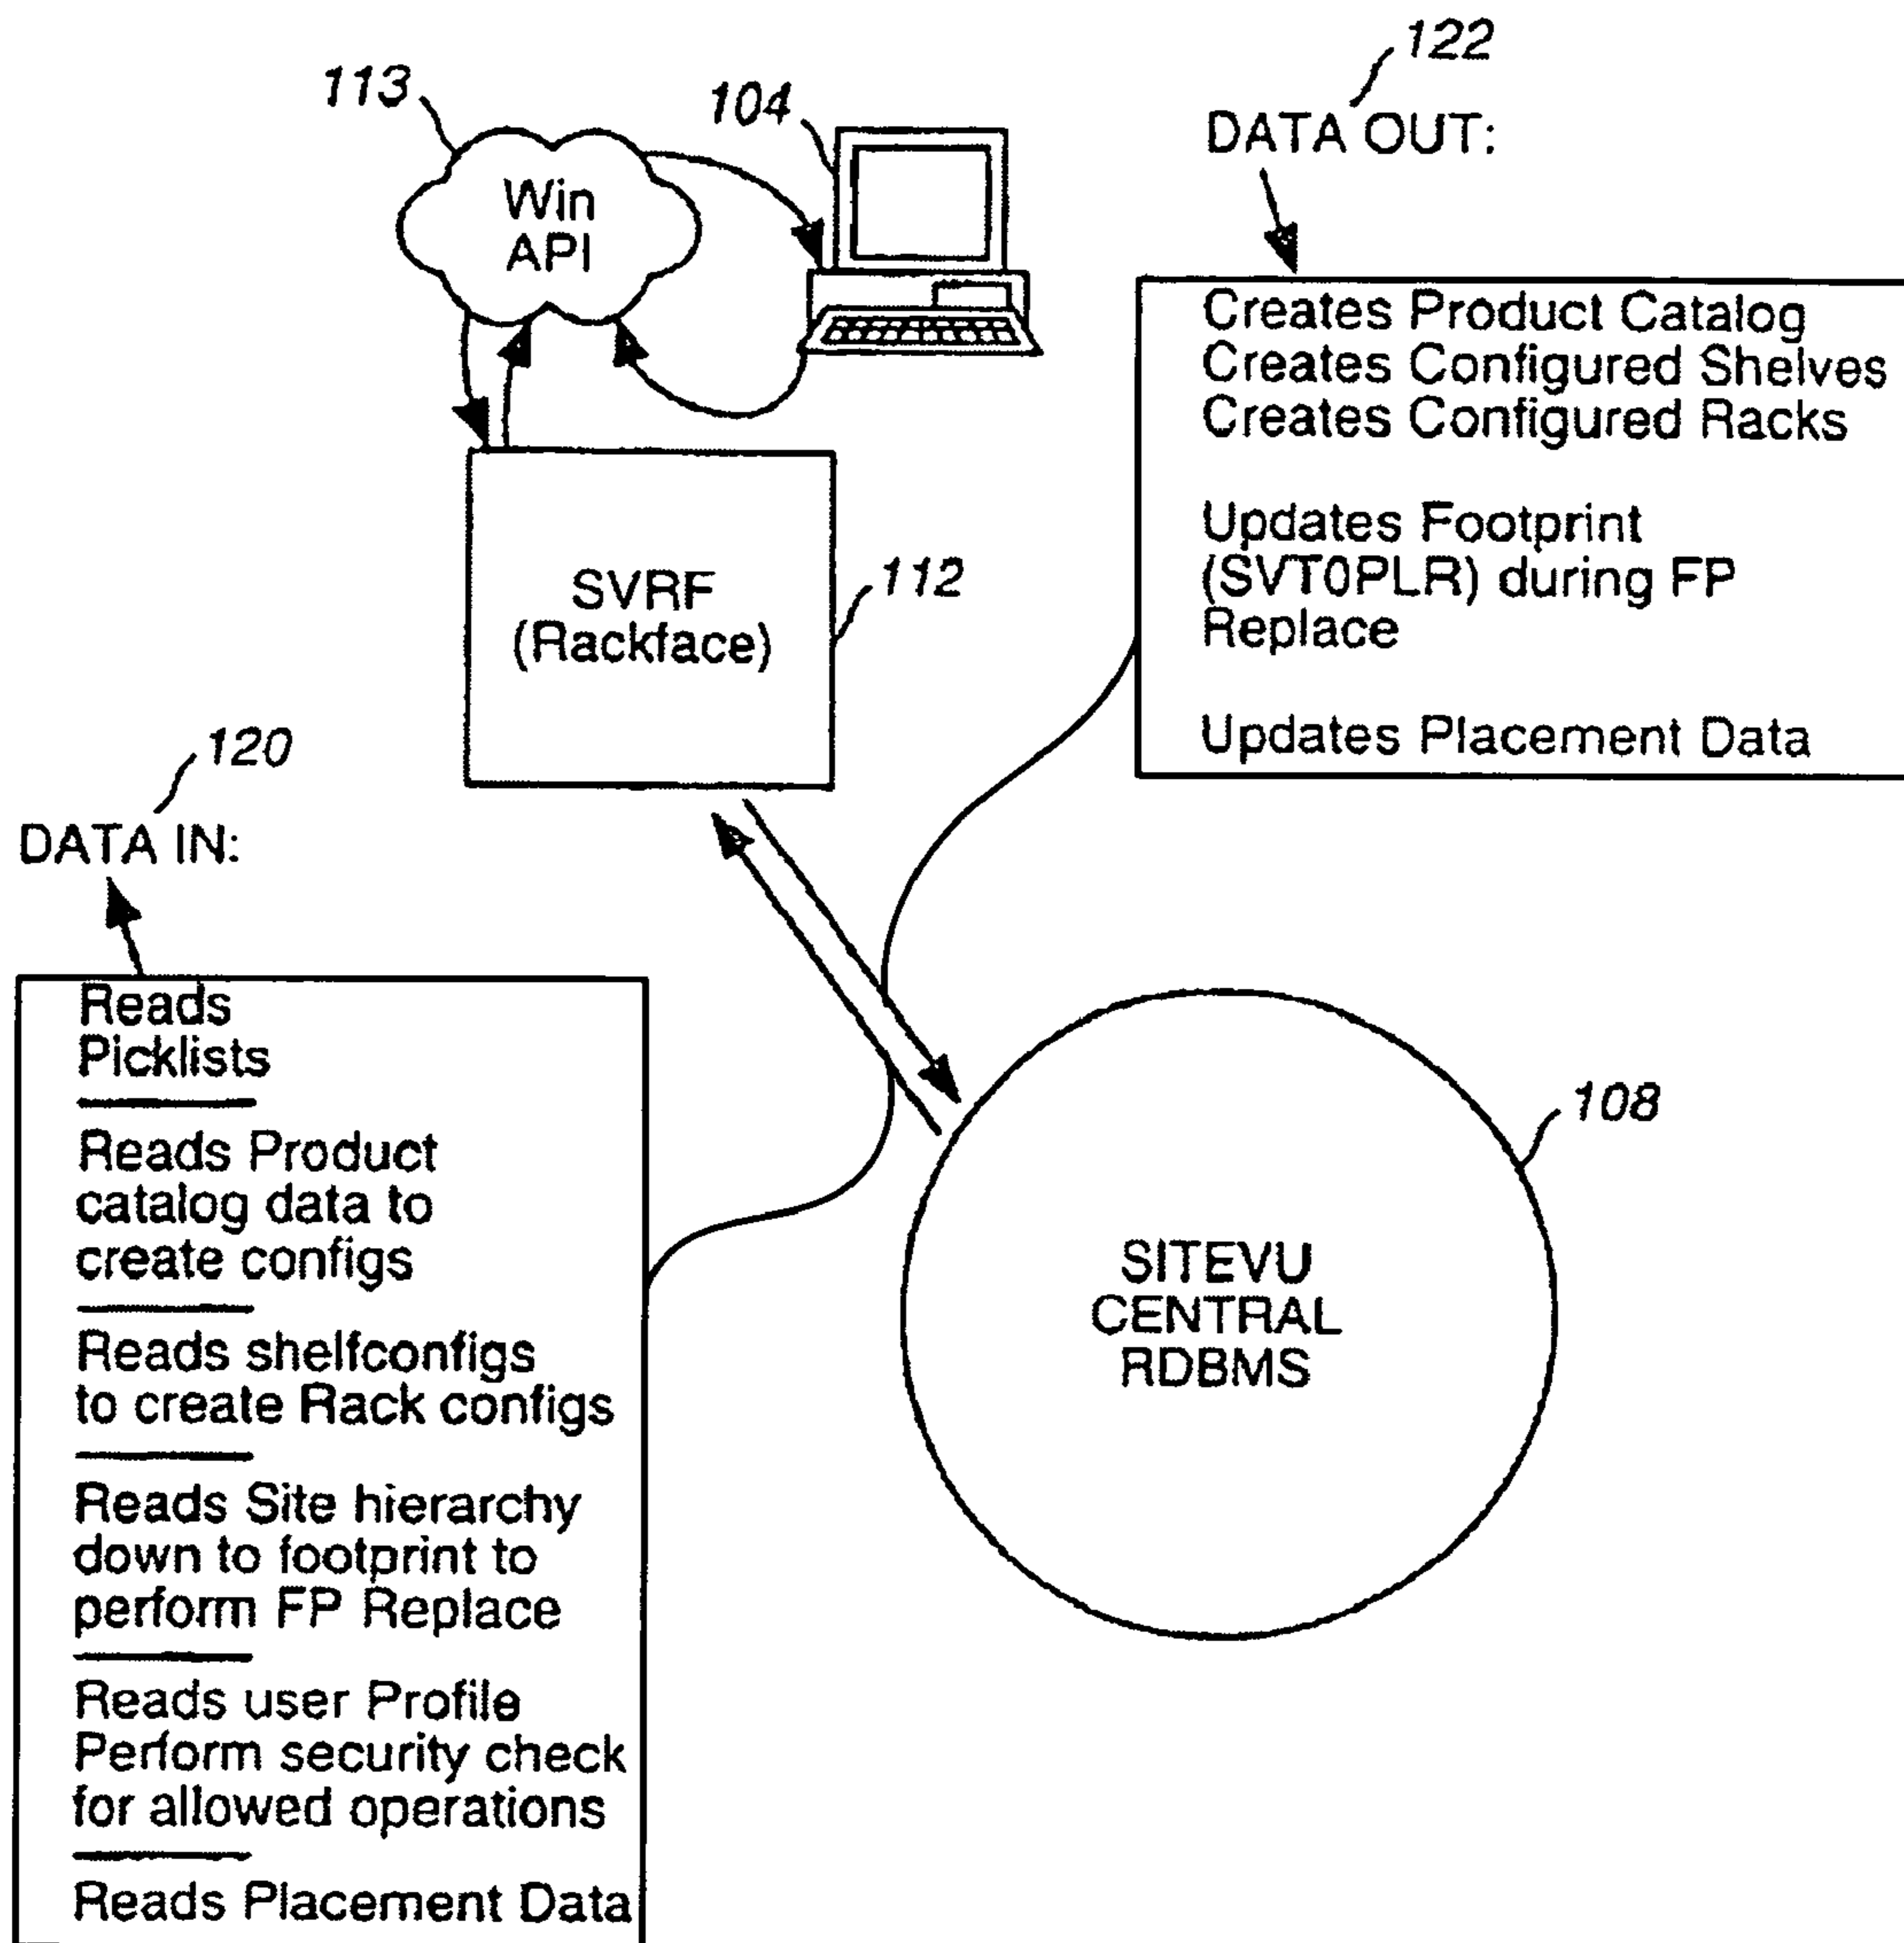 122
DATA OUT:
113
104
Win
API
Creates Product Catalog
Creates Configured Shelves
Creates Configured Racks
Updates Footprint
(SVT0PLR) during FP
Replace
Updates Placement Data
SVRF
(Rackface)
112
120
DATA IN:
Reads
Picklists
Reads Product
catalog data to
create configs
Reads shelfconfigs
to create Rack configs
Reads Site hierarchy
down to footprint to
perform FP Replace
Reads user Profile
Perform security check
for allowed operations
Reads Placement Data
108
SITEVU
CENTRAL
RDBMS